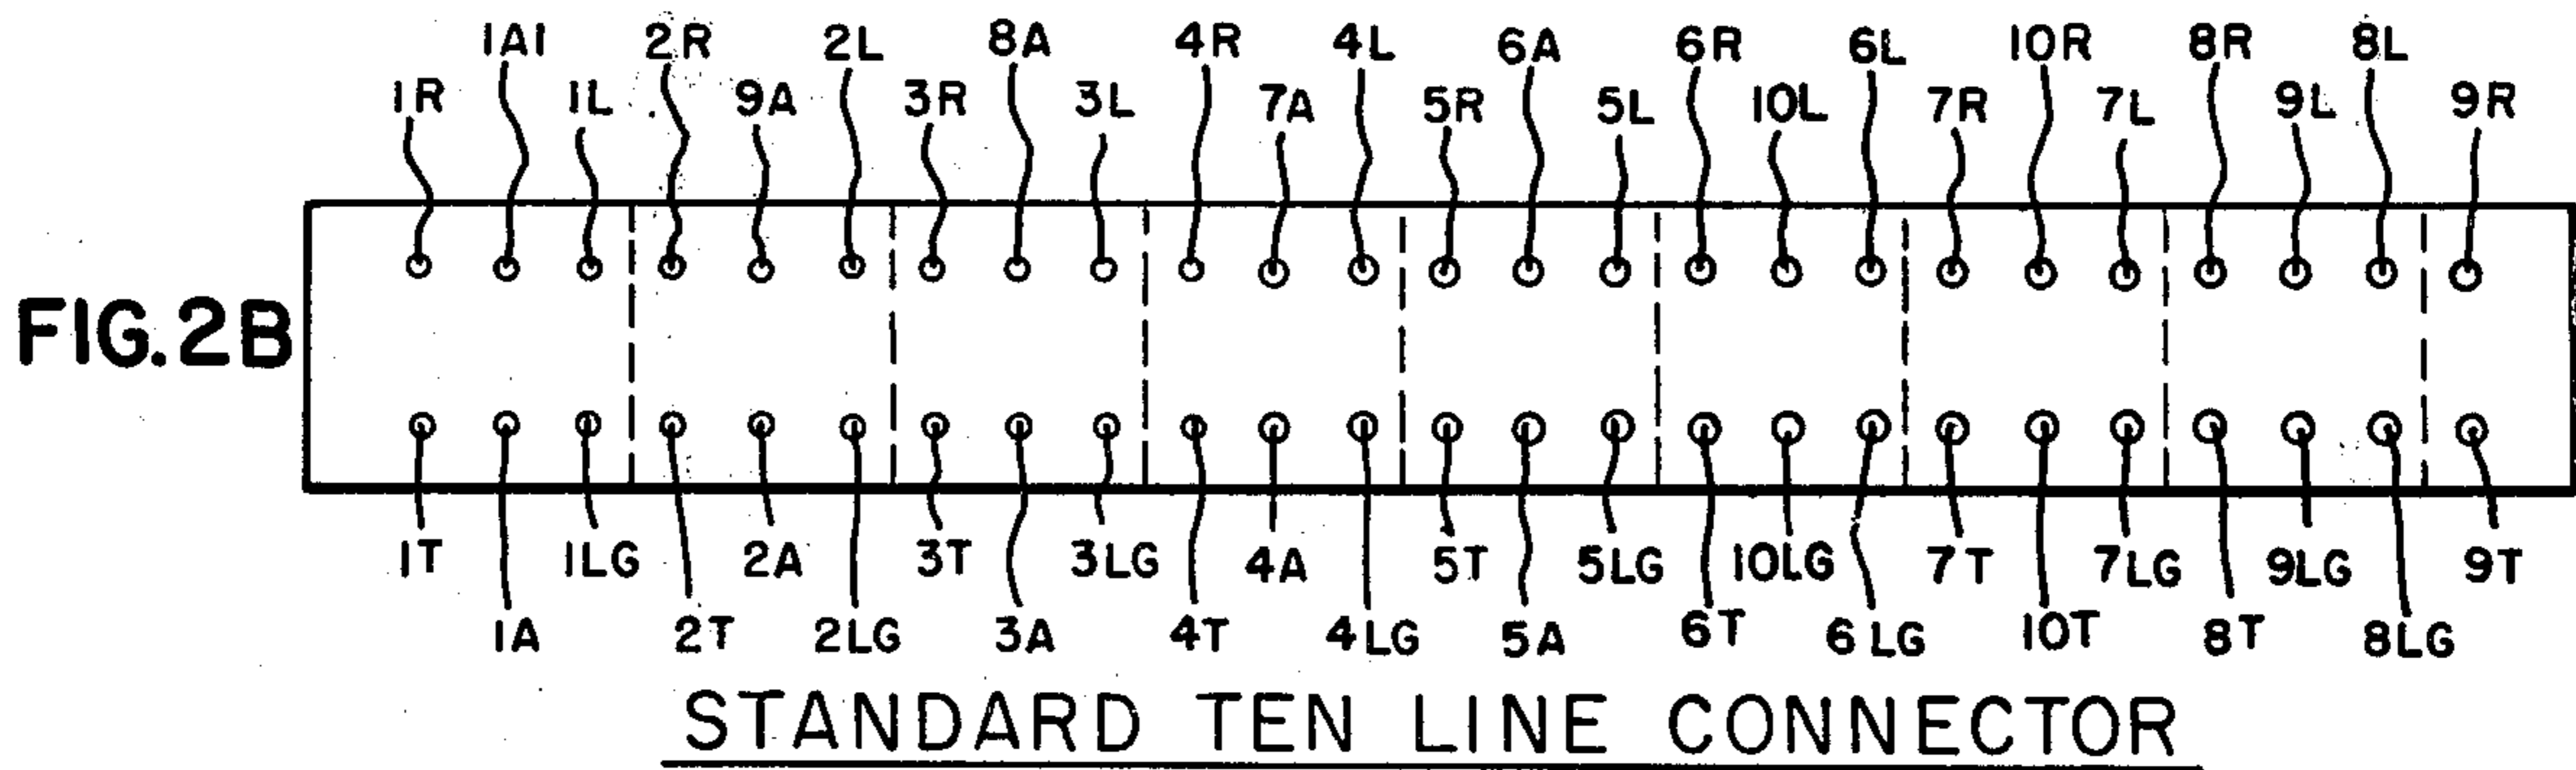 1A1 2R 2L 8A 4R 4L 6A 6R 6L 10R 8R 8L
1R 1L 9A 3R 3L 7A 5R 5L 10L 7R 7L 9L 9R
FIG.2B
1T 1LG 2A 3T 3LG 4A 5T 5LG 10LG 7T 7LG 9LG 9T
1A 2T 2LG 3A 4T 4LG 5A 6T 6LG 10T 8T 8LG
STANDARD TEN LINE CONNECTOR